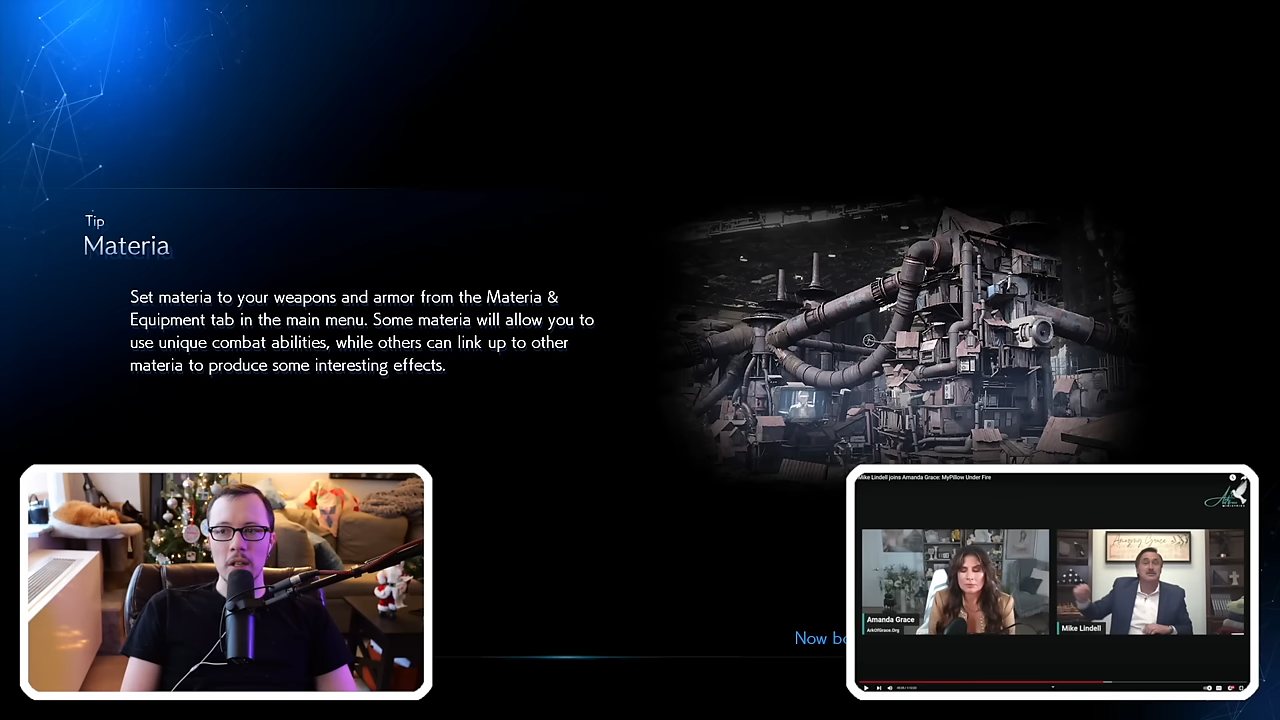 Tip
Materia
Set materia to your weapons and armor from the Materia &
Equipment tab in the main menu. Some materia will allow you to
use unique combat abilities, while others can link up to other
materia to produce some interesting effects.
Mike Lindell joins Amanda Grace: MyPillow Under Fire
Amazing Grace
Amanda Grace
ArkOfGrace.Org
Mike Lindell
Now